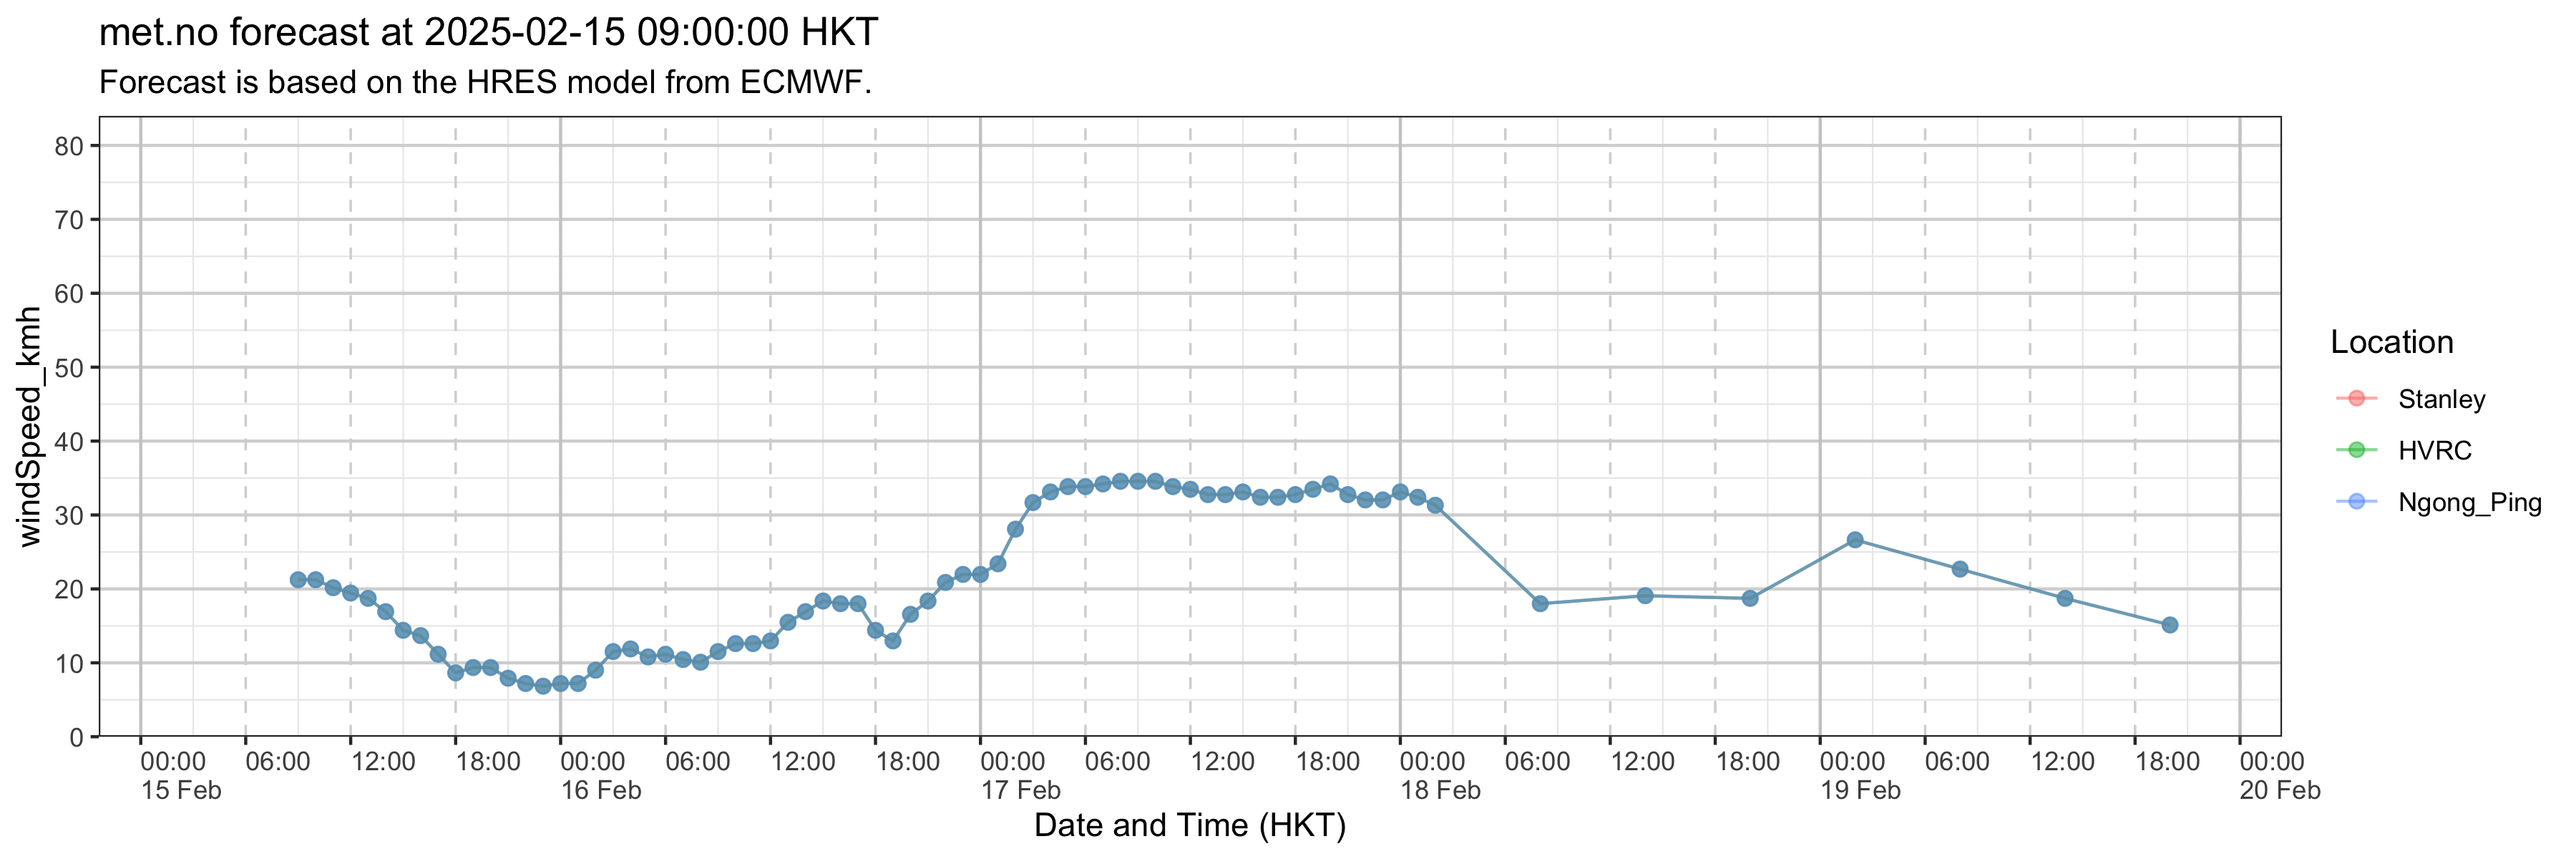 met.no forecast at 2025-02-15 09:00:00 HKT
Forecast is based on the HRES model from ECMWF.
windSpeed_kmh
80
70
60
50
40
30
20
10
0
00:00 06:00 12:00 18:00 00:00 06:00 12:00 18:00 00:00 06:00 12:00 18:00 00:00 06:00 12:00 18:00 00:00 06:00 12:00 18:00 00:00
15 Feb 16 Feb 17 Feb 18 Feb 19 Feb 20 Feb
Date and Time (HKT)
Location
Stanley
HVRC
Ngong_Ping